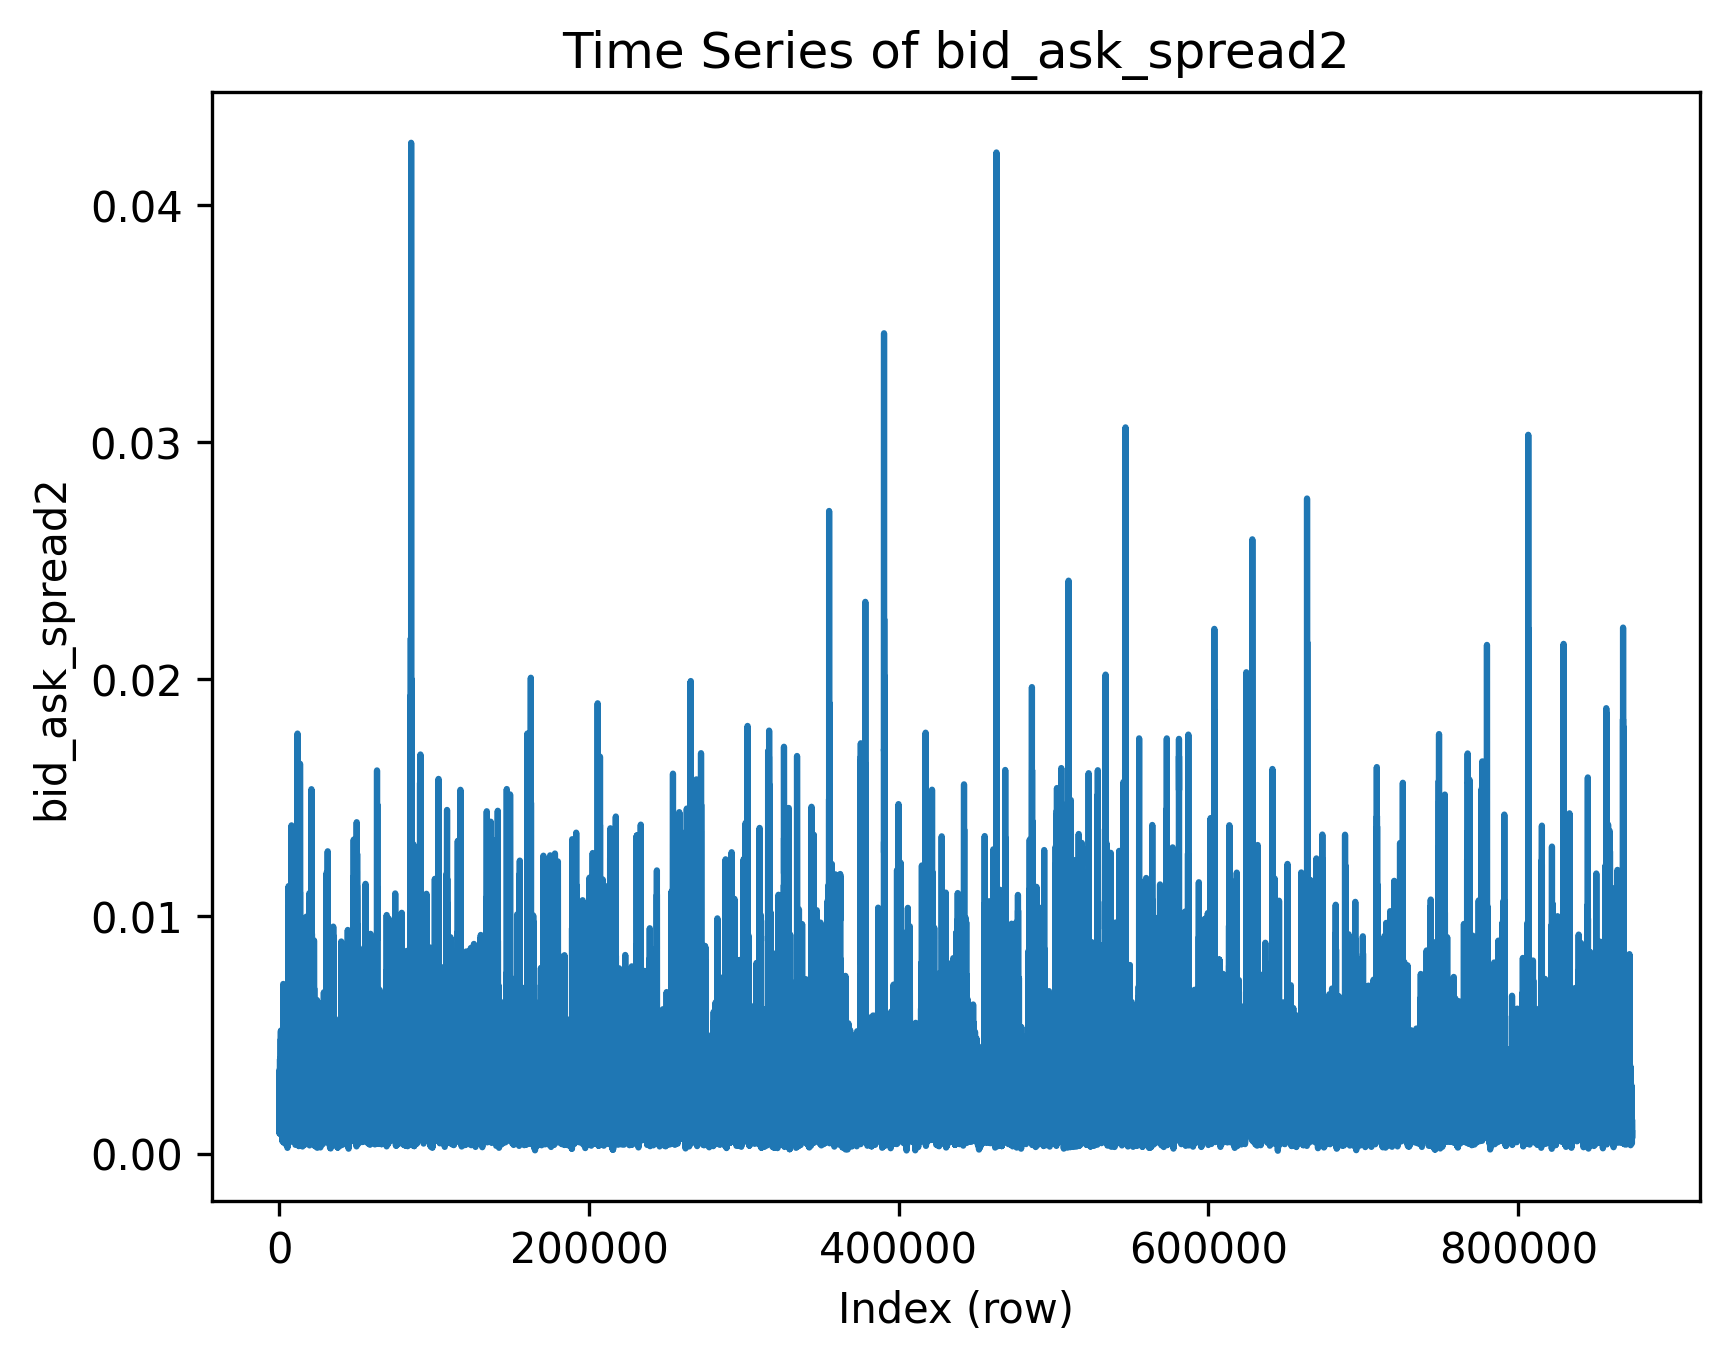 Time Series of bid_ask_spread2
0.04
0.03
0.02
0.01
0.00
bid_ask_spread2
0 200000 400000 600000 800000
Index (row)